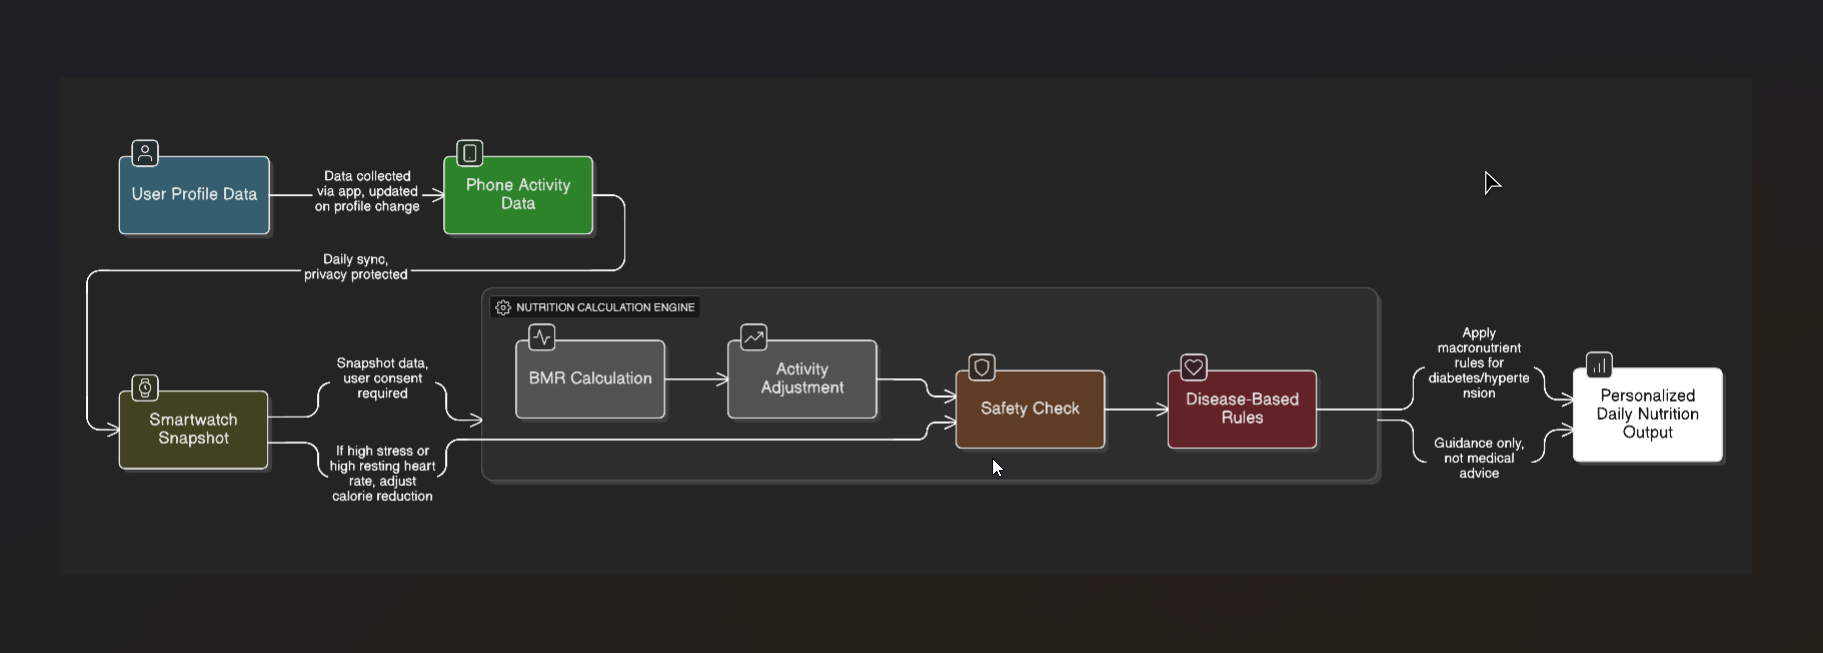 User Profile Data
Data collected
via app, updated
on profile change
Phone Activity
Data
Daily sync,
privacy protected
NUTRITION CALCULATION ENGINE
Smartwatch
Snapshot
Snapshot data,
user consent
required
If high stress or
high resting heart
rate, adjust
calorie reduction
BMR Calculation
Activity
Adjustment
Safety Check
Disease-Based
Rules
Apply
macronutrient
rules for
diabetes/hyperte
nsion
Guidance only,
not medical
advice
Personalized
Daily Nutrition
Output